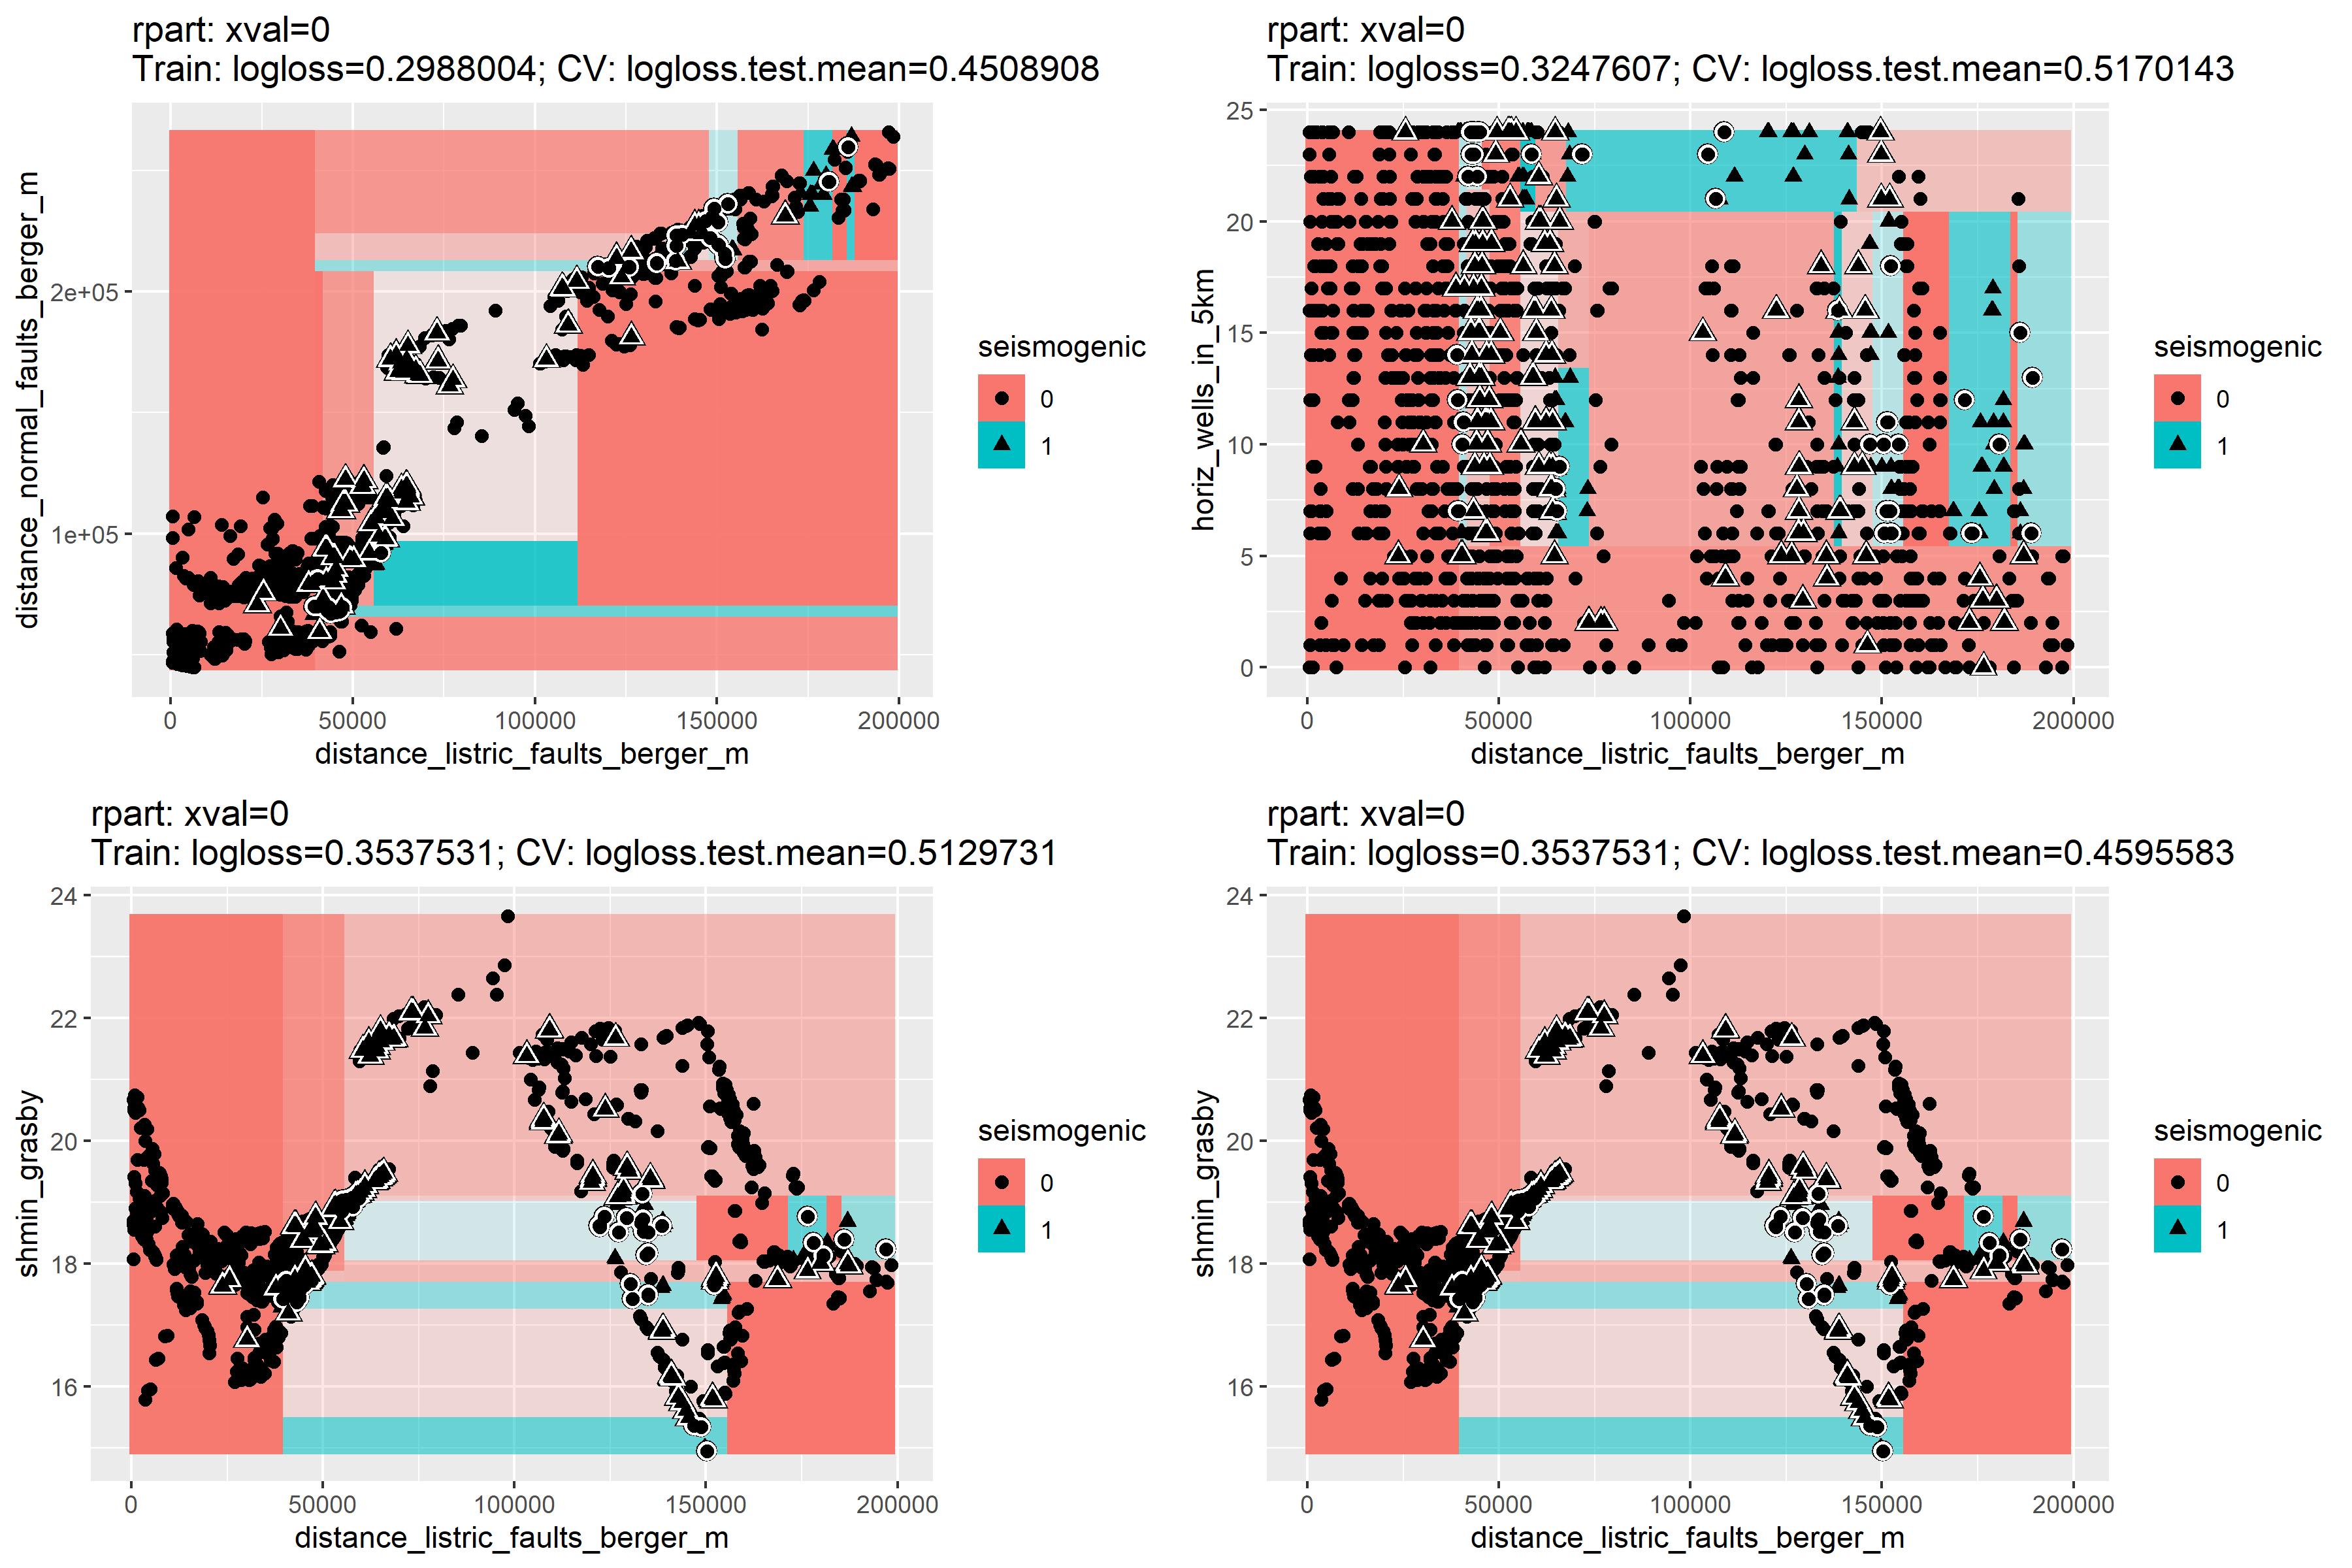 rpart: xval=0
Train: logloss=0.2988004; CV: logloss.test.mean=0.4508908
distance_normal_faults_berger_m
2e+05
1e+05
0
50000
100000
150000
200000
distance_listric_faults_berger_m
seismogenic
0
1
rpart: xval=0
Train: logloss=0.3247607; CV: logloss.test.mean=0.5170143
horiz_wells_in_5km
25
20
15
10
5
0
0
50000
100000
150000
200000
distance_listric_faults_berger_m
seismogenic
0
1
rpart: xval=0
Train: logloss=0.3537531; CV: logloss.test.mean=0.5129731
shmin_grasby
24
22
20
18
16
0
50000
100000
150000
200000
distance_listric_faults_berger_m
seismogenic
0
1
rpart: xval=0
Train: logloss=0.3537531; CV: logloss.test.mean=0.4595583
shmin_grasby
24
22
20
18
16
0
50000
100000
150000
200000
distance_listric_faults_berger_m
seismogenic
0
1